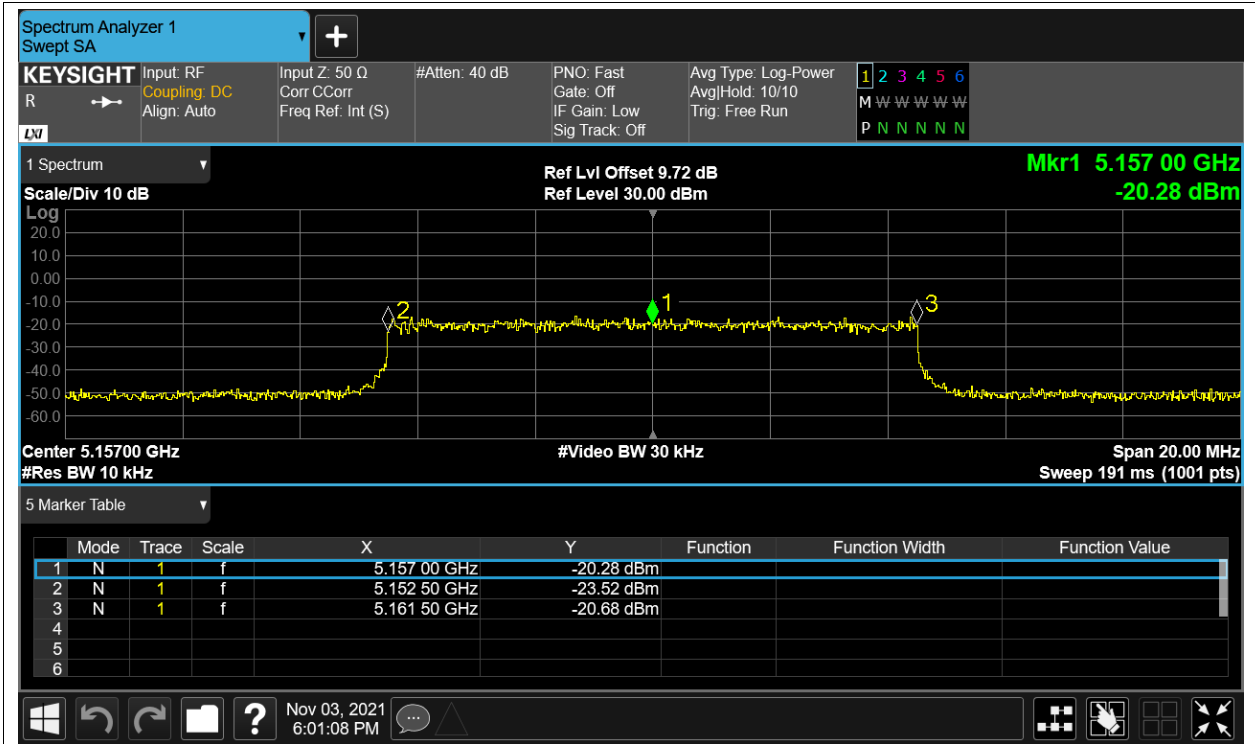 Spectrum Analyzer 1
Swept SA
KEYSIGHT Input: RF Input Z: 50 Ω #Atten: 40 dB PNO: Fast Avg Type: Log-Power 1 2 3 4 5 6
R Coupling: DC Corr CCorr Gate: Off Avg|Hold: 10/10 M W W W W W
Align: Auto Freq Ref: Int (S) IF Gain: Low Trig: Free Run
LXI Sig Track: Off P N N N N N
1 Spectrum Ref Lvl Offset 9.72 dB Mkr1 5.157 00 GHz
Scale/Div 10 dB Ref Level 30.00 dBm -20.28 dBm
Log
20.0
10.0
0.00
-10.0
-20.0
-30.0
-40.0
-50.0
-60.0
2 1 3
Center 5.15700 GHz #Video BW 30 kHz Span 20.00 MHz
#Res BW 10 kHz Sweep 191 ms (1001 pts)
5 Marker Table
Mode Trace Scale X Y Function Function Width Function Value
1 N 1 f 5.157 00 GHz -20.28 dBm
2 N 1 f 5.152 50 GHz -23.52 dBm
3 N 1 f 5.161 50 GHz -20.68 dBm
4
5
6
? Nov 03, 2021
6:01:08 PM